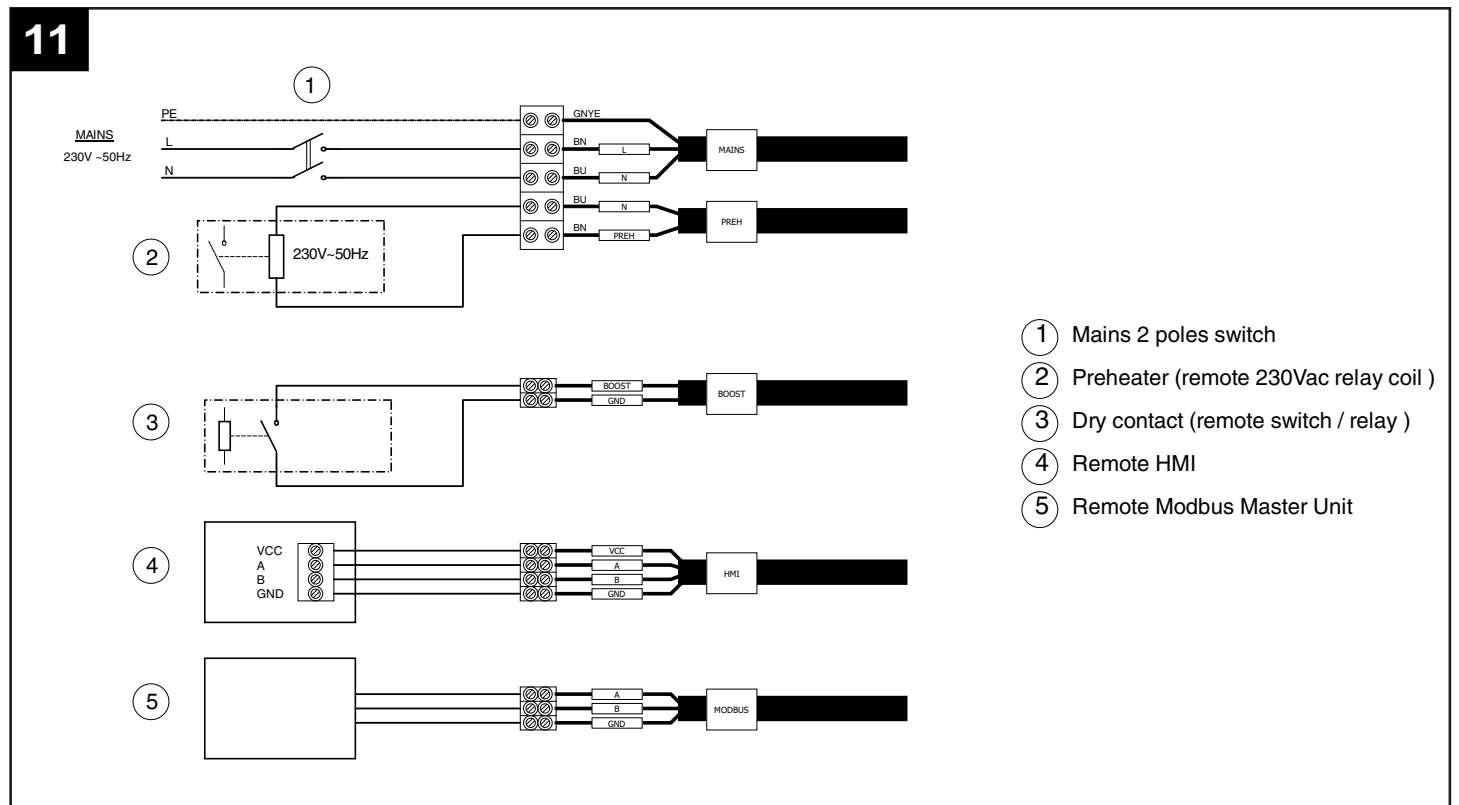 11
1
PE
GNYE
MAINS
230V ~50Hz
L
BN
L
MAINS
N
BU
N
BU
N
PREH
2
230V~50Hz
BN
PREH
1 Mains 2 poles switch
2 Preheater (remote 230Vac relay coil )
3 Dry contact (remote switch / relay )
4 Remote HMI
5 Remote Modbus Master Unit
3
BOOST
GND
BOOST
4
VCC
A
B
GND
VCC
A
B
GND
HMI
5
A
B
GND
MODBUS